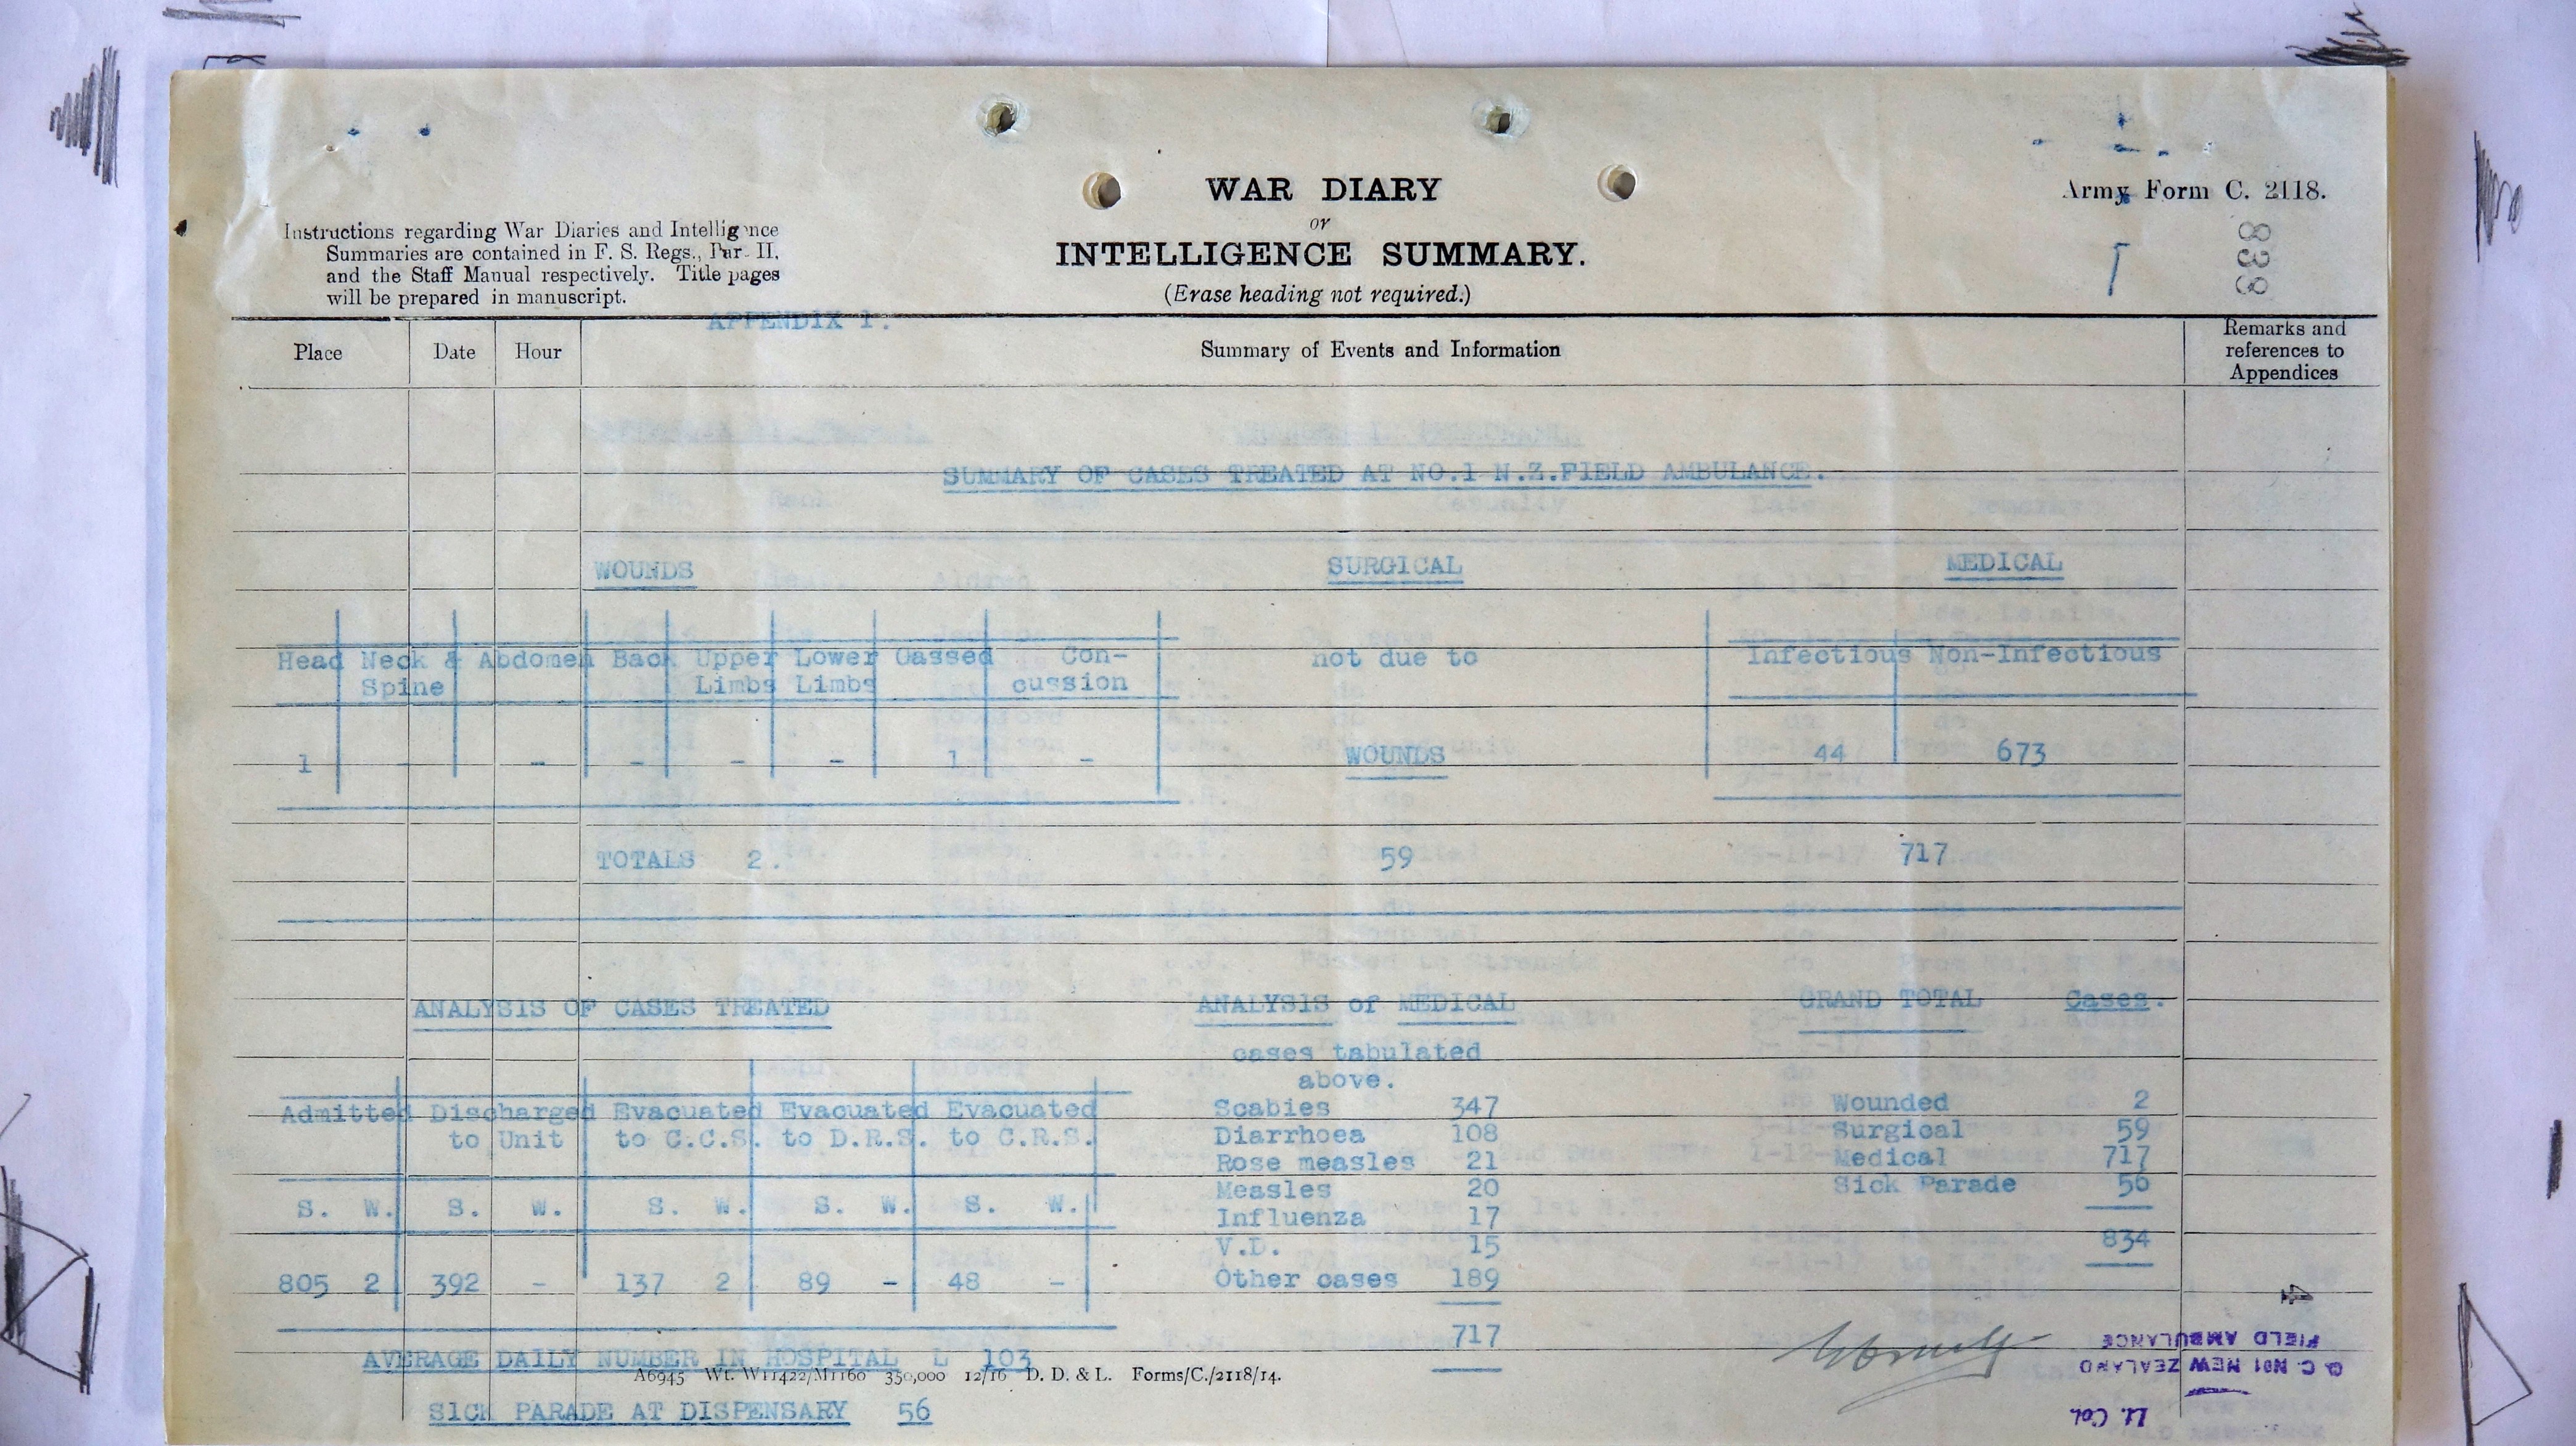 WAR DIARY
or
INTELLIGENCE SUMMARY.
(Erase heading not required.)
Army Form C. 2118.
839
Instructions regarding War Diaries and Intelligence
Summaries are contained in F. S. Regs., Par. II.
and the Staff Manual respectively. Title pages
will be prepared in manuscript.
APPENDIX 1.
Place Date Hour Summary of Events and Information Remarks and
references to
Appendices
SUMMARY OF CASES TREATED AT NO.1 N.Z.FIELD AMBULANCE.
WOUNDS SURGICAL MEDICAL
Head Neck & Abdomen Back Upper Lower Gassed Con- not due to Infectious Non-Infectious
Spine Limbs Limbs cussion
1 - - - - - 1 - WOUNDS 44 673
TOTALS 2. 59 717
ANALYSIS OF CASES TREATED
Admitted Discharged Evacuated Evacuated Evacuated
to Unit to C.C.S. to D.R.S. to C.R.S.
S. W. S. W. S. W. S. W. S. W.
805 2 392 - 137 2 89 - 48 -
AVERAGE DAILY NUMBER IN HOSPITAL L 103
SICK PARADE AT DISPENSARY 56
ANALYSIS of MEDICAL
cases tabulated
above.
Scabies 347
Diarrhoea 108
Rose measles 21
Measles 20
Influenza 17
V.D. 15
Other cases 189
717
GRAND TOTAL Cases.
Wounded 2
Surgical 59
Medical 717
Sick Parade 56
834
A6945 Wt. W11422/M1160 350,000 12/16 D. D. & L. Forms/C./2118/14.
Lt. Col.
O.C. No1 NEW ZEALAND
FIELD AMBULANCE